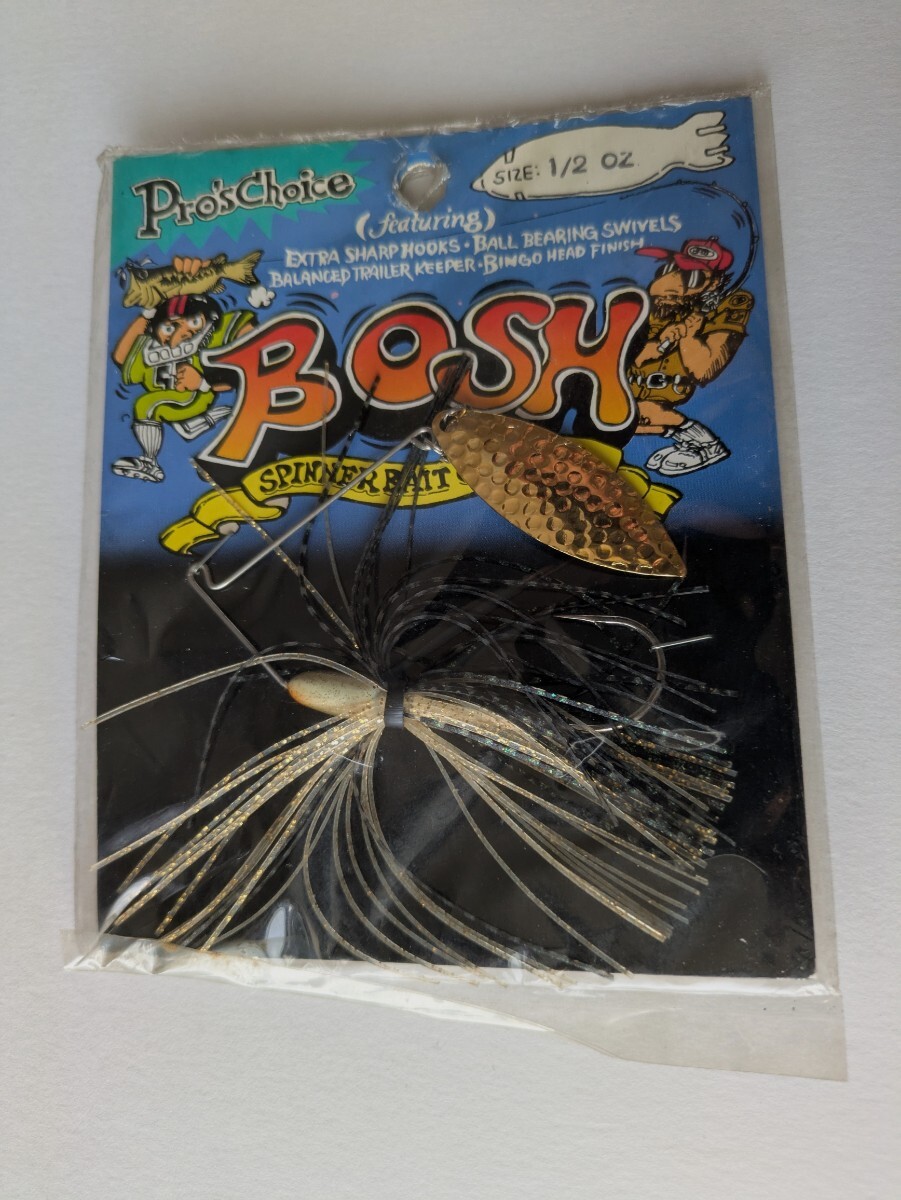 Pro's Choice
SIZE: 1/2 OZ
(featuring)
EXTRA SHARP HOOKS • BALL BEARING SWIVELS
BALANCED TRAILER KEEPER • BINGO HEAD FINISH
BOSH
SPINNER BAIT